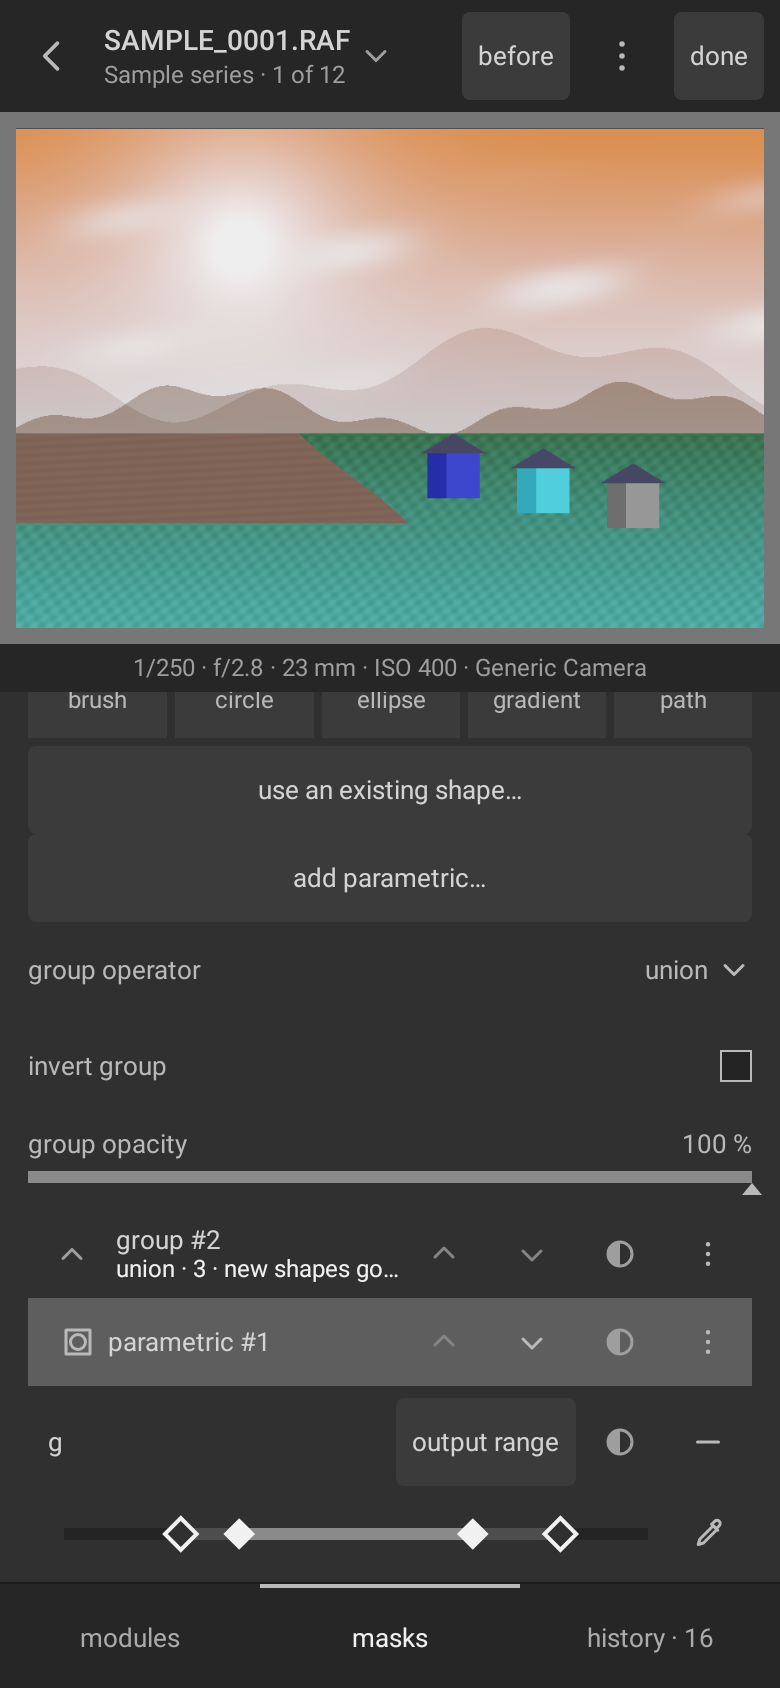 SAMPLE_0001.RAF
Sample series · 1 of 12
before
done
1/250 · f/2.8 · 23 mm · ISO 400 · Generic Camera
brush circle ellipse gradient path
use an existing shape…
add parametric…
group operator union
invert group
group opacity 100 %
group #2
union · 3 · new shapes go…
parametric #1
g output range
modules masks history · 16